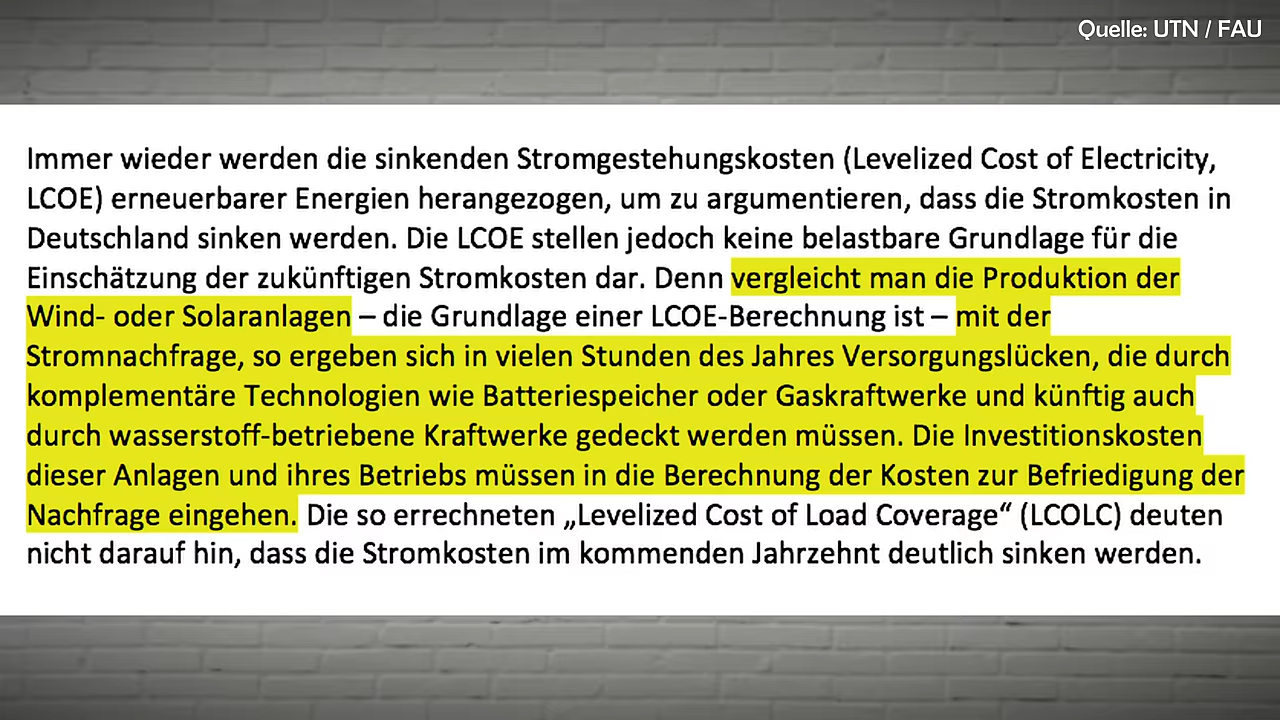 Quelle: UTN / FAU
Immer wieder werden die sinkenden Stromgestehungskosten (Levelized Cost of Electricity,
LCOE) erneuerbarer Energien herangezogen, um zu argumentieren, dass die Stromkosten in
Deutschland sinken werden. Die LCOE stellen jedoch keine belastbare Grundlage für die
Einschätzung der zukünftigen Stromkosten dar. Denn vergleicht man die Produktion der
Wind- oder Solaranlagen – die Grundlage einer LCOE-Berechnung ist – mit der
Stromnachfrage, so ergeben sich in vielen Stunden des Jahres Versorgungslücken, die durch
komplementäre Technologien wie Batteriespeicher oder Gaskraftwerke und künftig auch
durch wasserstoff-betriebene Kraftwerke gedeckt werden müssen. Die Investitionskosten
dieser Anlagen und ihres Betriebs müssen in die Berechnung der Kosten zur Befriedigung der
Nachfrage eingehen. Die so errechneten „Levelized Cost of Load Coverage“ (LCOLC) deuten
nicht darauf hin, dass die Stromkosten im kommenden Jahrzehnt deutlich sinken werden.